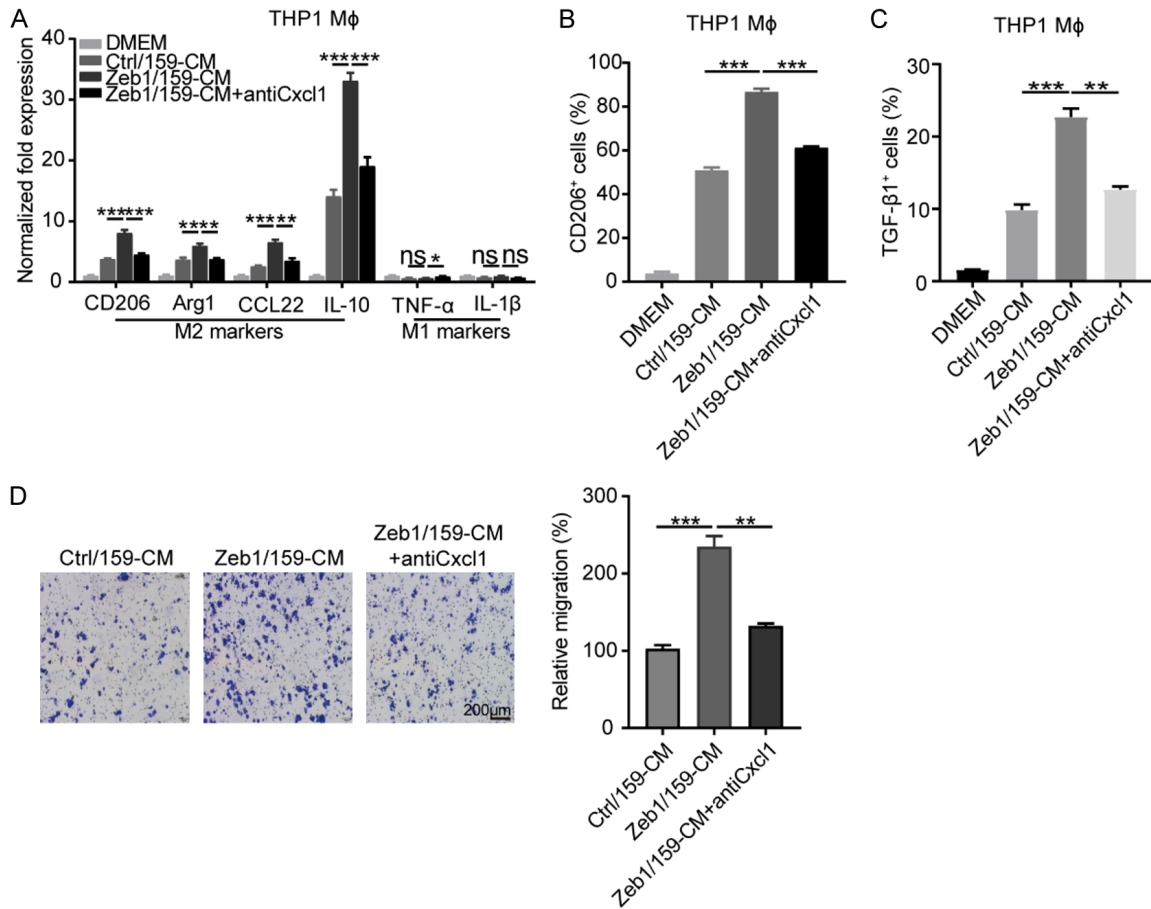 A
THP1 Mϕ
DMEM
Ctrl/159-CM
Zeb1/159-CM
Zeb1/159-CM+antiCxcl1
Normalized fold expression
40
30
20
10
0
*** ***
** **
*** **
*** ***
ns *
ns ns
CD206 Arg1 CCL22 IL-10 TNF-α IL-1β
M2 markers M1 markers
B
THP1 Mϕ
CD206⁺ cells (%)
100
80
60
40
20
0
*** ***
DMEM
Ctrl/159-CM
Zeb1/159-CM
Zeb1/159-CM+antiCxcl1
C
THP1 Mϕ
TGF-β1⁺ cells (%)
30
20
10
0
*** **
DMEM
Ctrl/159-CM
Zeb1/159-CM
Zeb1/159-CM+antiCxcl1
D
Ctrl/159-CM
Zeb1/159-CM
Zeb1/159-CM
+antiCxcl1
200μm
Relative migration (%)
300
200
100
0
*** **
Ctrl/159-CM
Zeb1/159-CM
Zeb1/159-CM+antiCxcl1